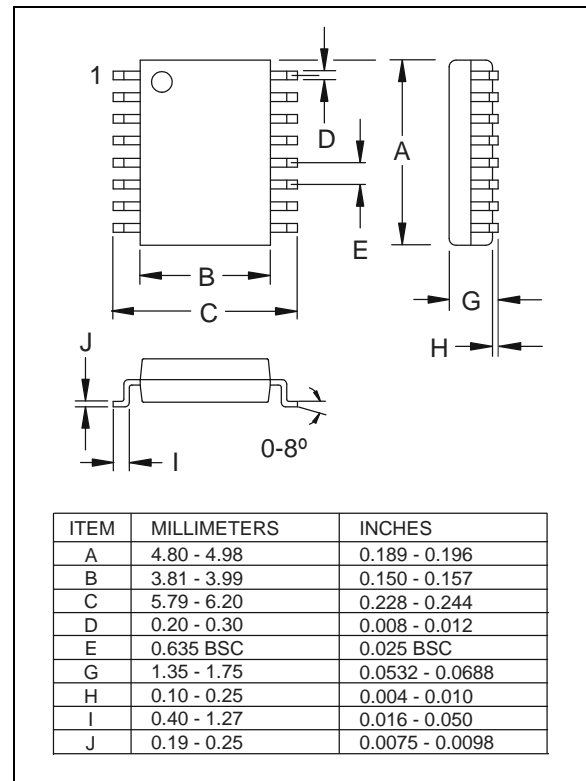 1
D
A
E
B
C
G
H
J
I
0-8º
ITEM MILLIMETERS INCHES
A 4.80 - 4.98 0.189 - 0.196
B 3.81 - 3.99 0.150 - 0.157
C 5.79 - 6.20 0.228 - 0.244
D 0.20 - 0.30 0.008 - 0.012
E 0.635 BSC 0.025 BSC
G 1.35 - 1.75 0.0532 - 0.0688
H 0.10 - 0.25 0.004 - 0.010
I 0.40 - 1.27 0.016 - 0.050
J 0.19 - 0.25 0.0075 - 0.0098